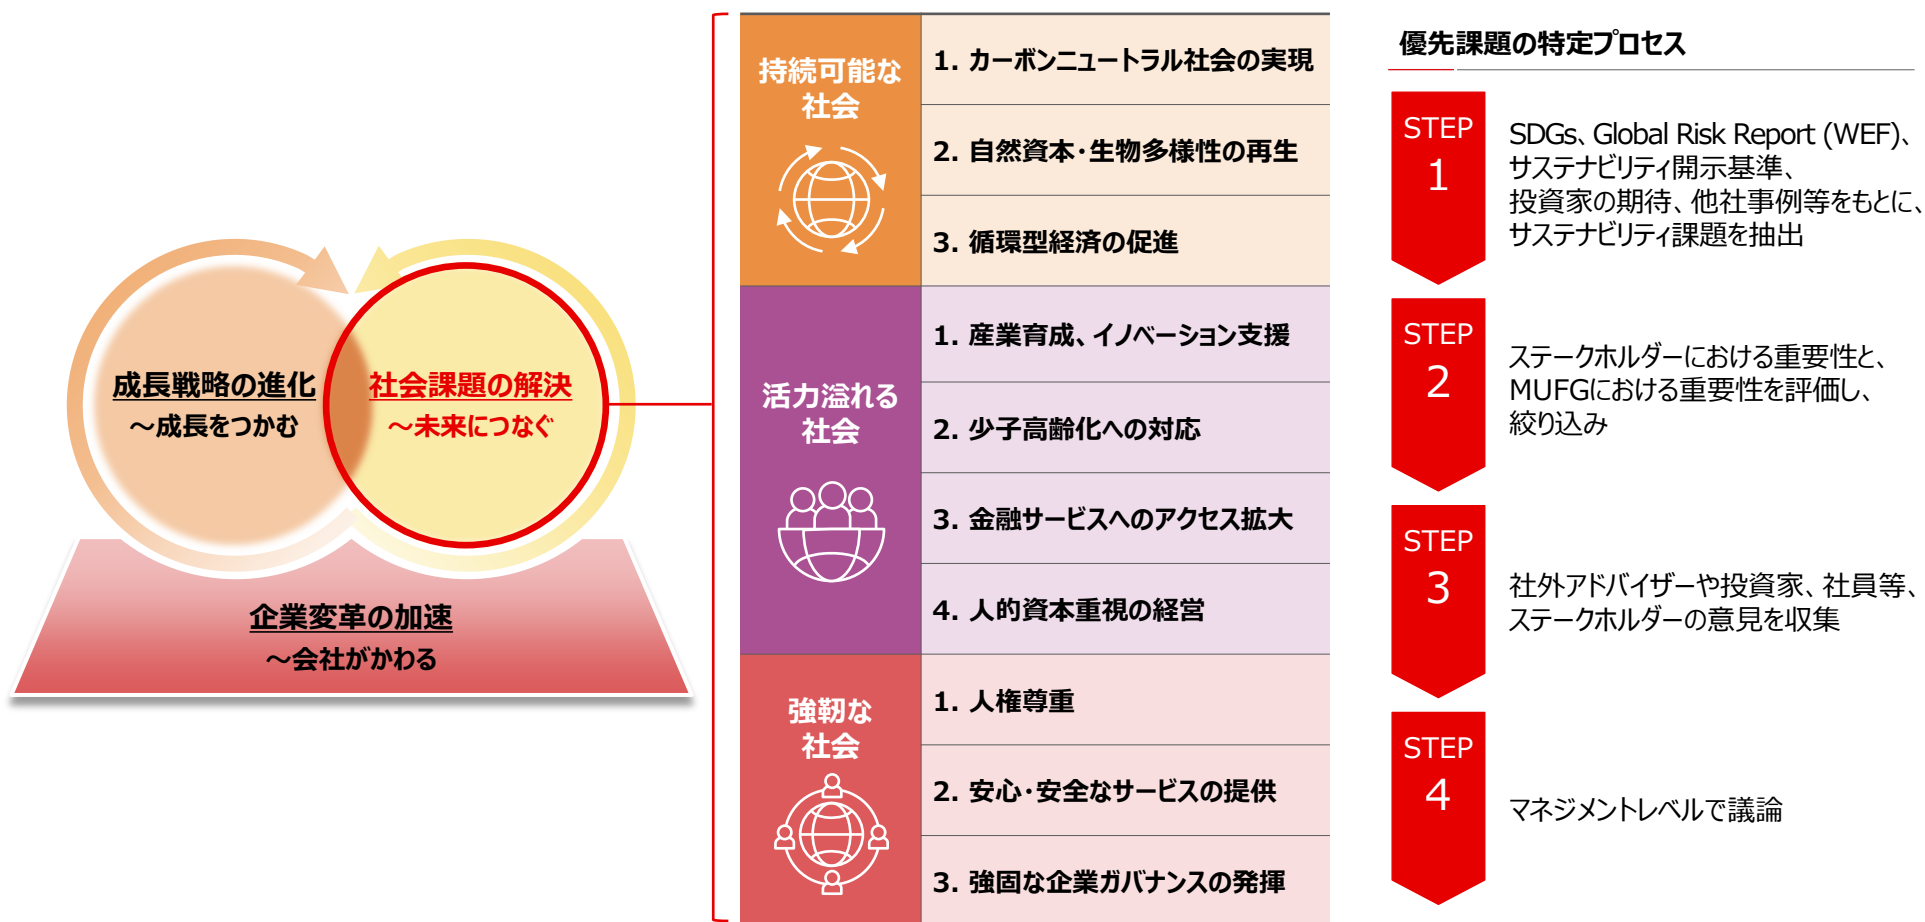 成長戦略の進化
～成長をつかむ
社会課題の解決
～未来につなぐ
企業変革の加速
～会社がかわる
持続可能な
社会
1. カーボンニュートラル社会の実現
2. 自然資本・生物多様性の再生
3. 循環型経済の促進
活力溢れる
社会
1. 産業育成、イノベーション支援
2. 少子高齢化への対応
3. 金融サービスへのアクセス拡大
4. 人的資本重視の経営
強靭な
社会
1. 人権尊重
2. 安心・安全なサービスの提供
3. 強固な企業ガバナンスの発揮
優先課題の特定プロセス
STEP
1
SDGs、Global Risk Report (WEF)、
サステナビリティ開示基準、
投資家の期待、他社事例等をもとに、
サステナビリティ課題を抽出
STEP
2
ステークホルダーにおける重要性と、
MUFGにおける重要性を評価し、
絞り込み
STEP
3
社外アドバイザーや投資家、社員等、
ステークホルダーの意見を収集
STEP
4
マネジメントレベルで議論